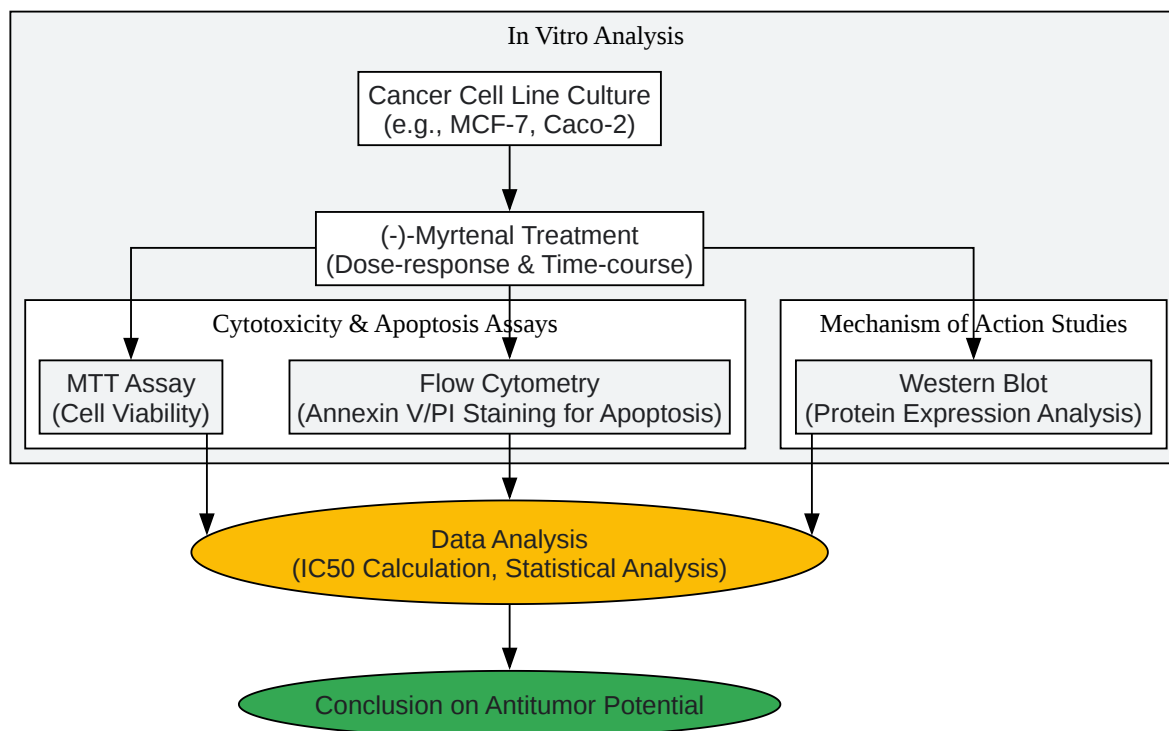 In Vitro Analysis
Cancer Cell Line Culture
(e.g., MCF-7, Caco-2)
(-)-Myrtenal Treatment
(Dose-response & Time-course)
Cytotoxicity & Apoptosis Assays
MTT Assay
(Cell Viability)
Flow Cytometry
(Annexin V/PI Staining for Apoptosis)
Mechanism of Action Studies
Western Blot
(Protein Expression Analysis)
Data Analysis
(IC50 Calculation, Statistical Analysis)
Conclusion on Antitumor Potential